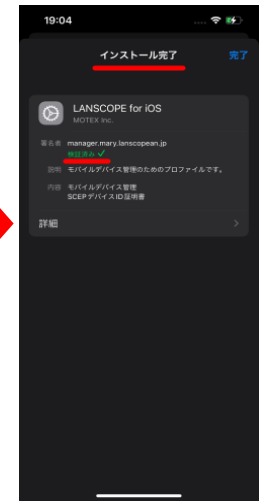 19:04
インストール完了
完了
LANSCOPE for iOS
MOTEX Inc.
署名者 manager.mary.lanscopean.jp
検証済み ✓
説明 モバイルデバイス管理のためのプロファイルです。
内容 モバイルデバイス管理
SCEPデバイスID証明書
詳細